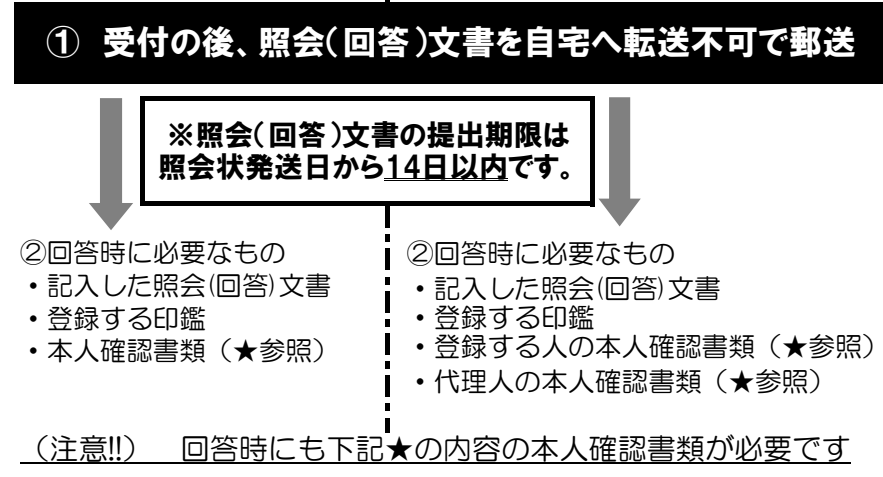 ① 受付の後、照会(回答)文書を自宅へ転送不可で郵送
※照会(回答)文書の提出期限は
照会状発送日から14日以内です。
②回答時に必要なもの
・記入した照会(回答)文書
・登録する印鑑
・本人確認書類（★参照）
②回答時に必要なもの
・記入した照会(回答)文書
・登録する印鑑
・登録する人の本人確認書類（★参照）
・代理人の本人確認書類（★参照）
（注意!!） 回答時にも下記★の内容の本人確認書類が必要です